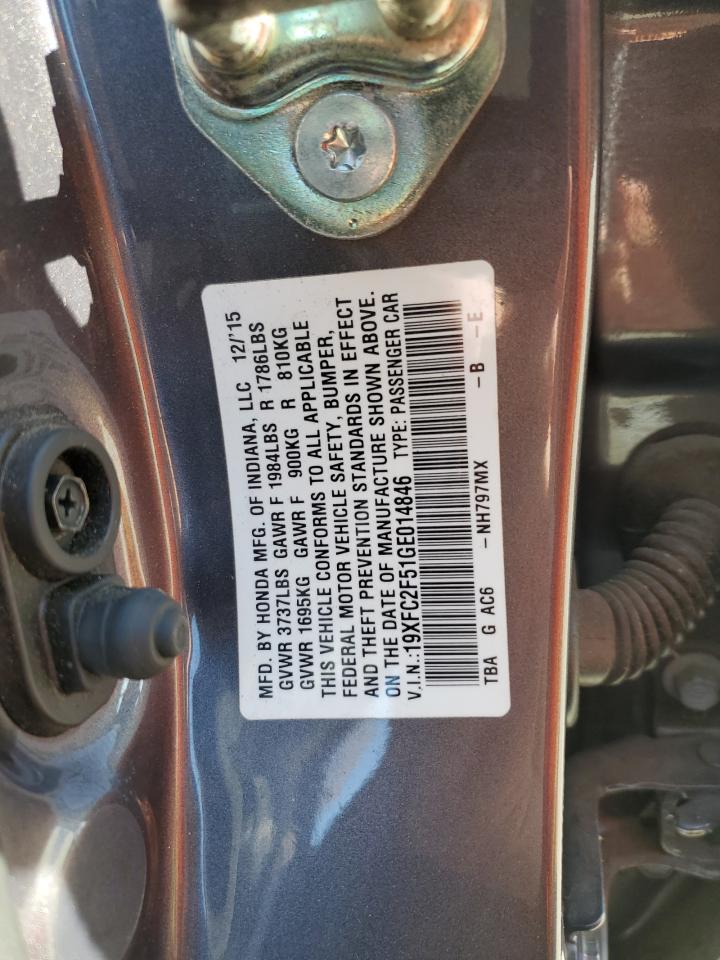 MFD. BY HONDA MFG. OF INDIANA, LLC 12/'15
GVWR 3737LBS GAWR F 1984LBS R 1786LBS
GVWR 1695KG GAWR F 900KG R 810KG
THIS VEHICLE CONFORMS TO ALL APPLICABLE
FEDERAL MOTOR VEHICLE SAFETY, BUMPER,
AND THEFT PREVENTION STANDARDS IN EFFECT
ON THE DATE OF MANUFACTURE SHOWN ABOVE.
V.I.N.:19XFC2F51GE014846 TYPE: PASSENGER CAR
TBA G AC6 -NH797MX -B -E